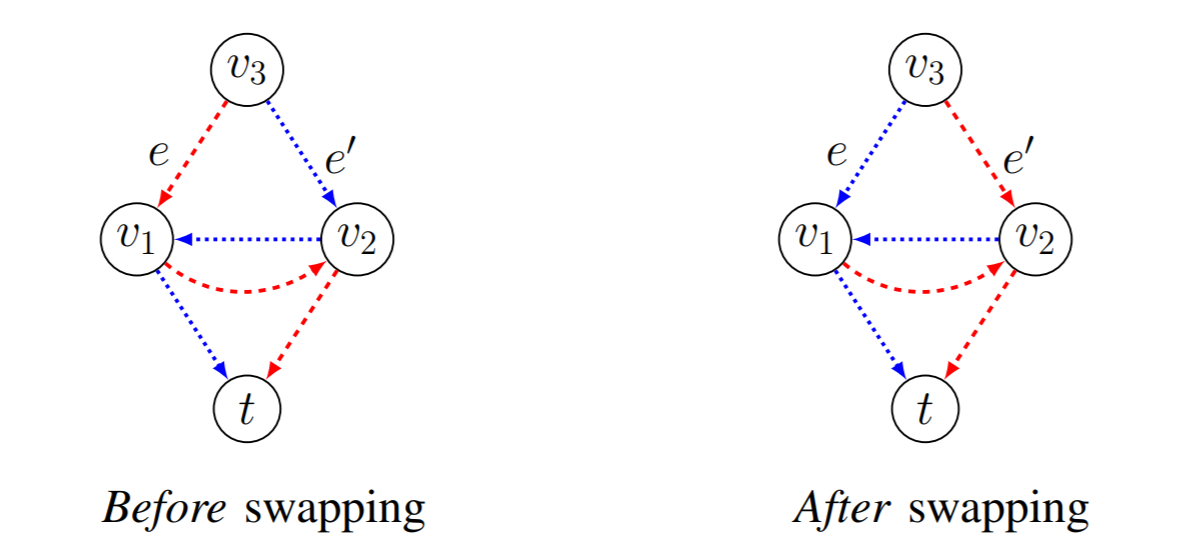 v₃ v₃
e e′ e e′
v₁ v₂ v₁ v₂
t t
Before swapping After swapping